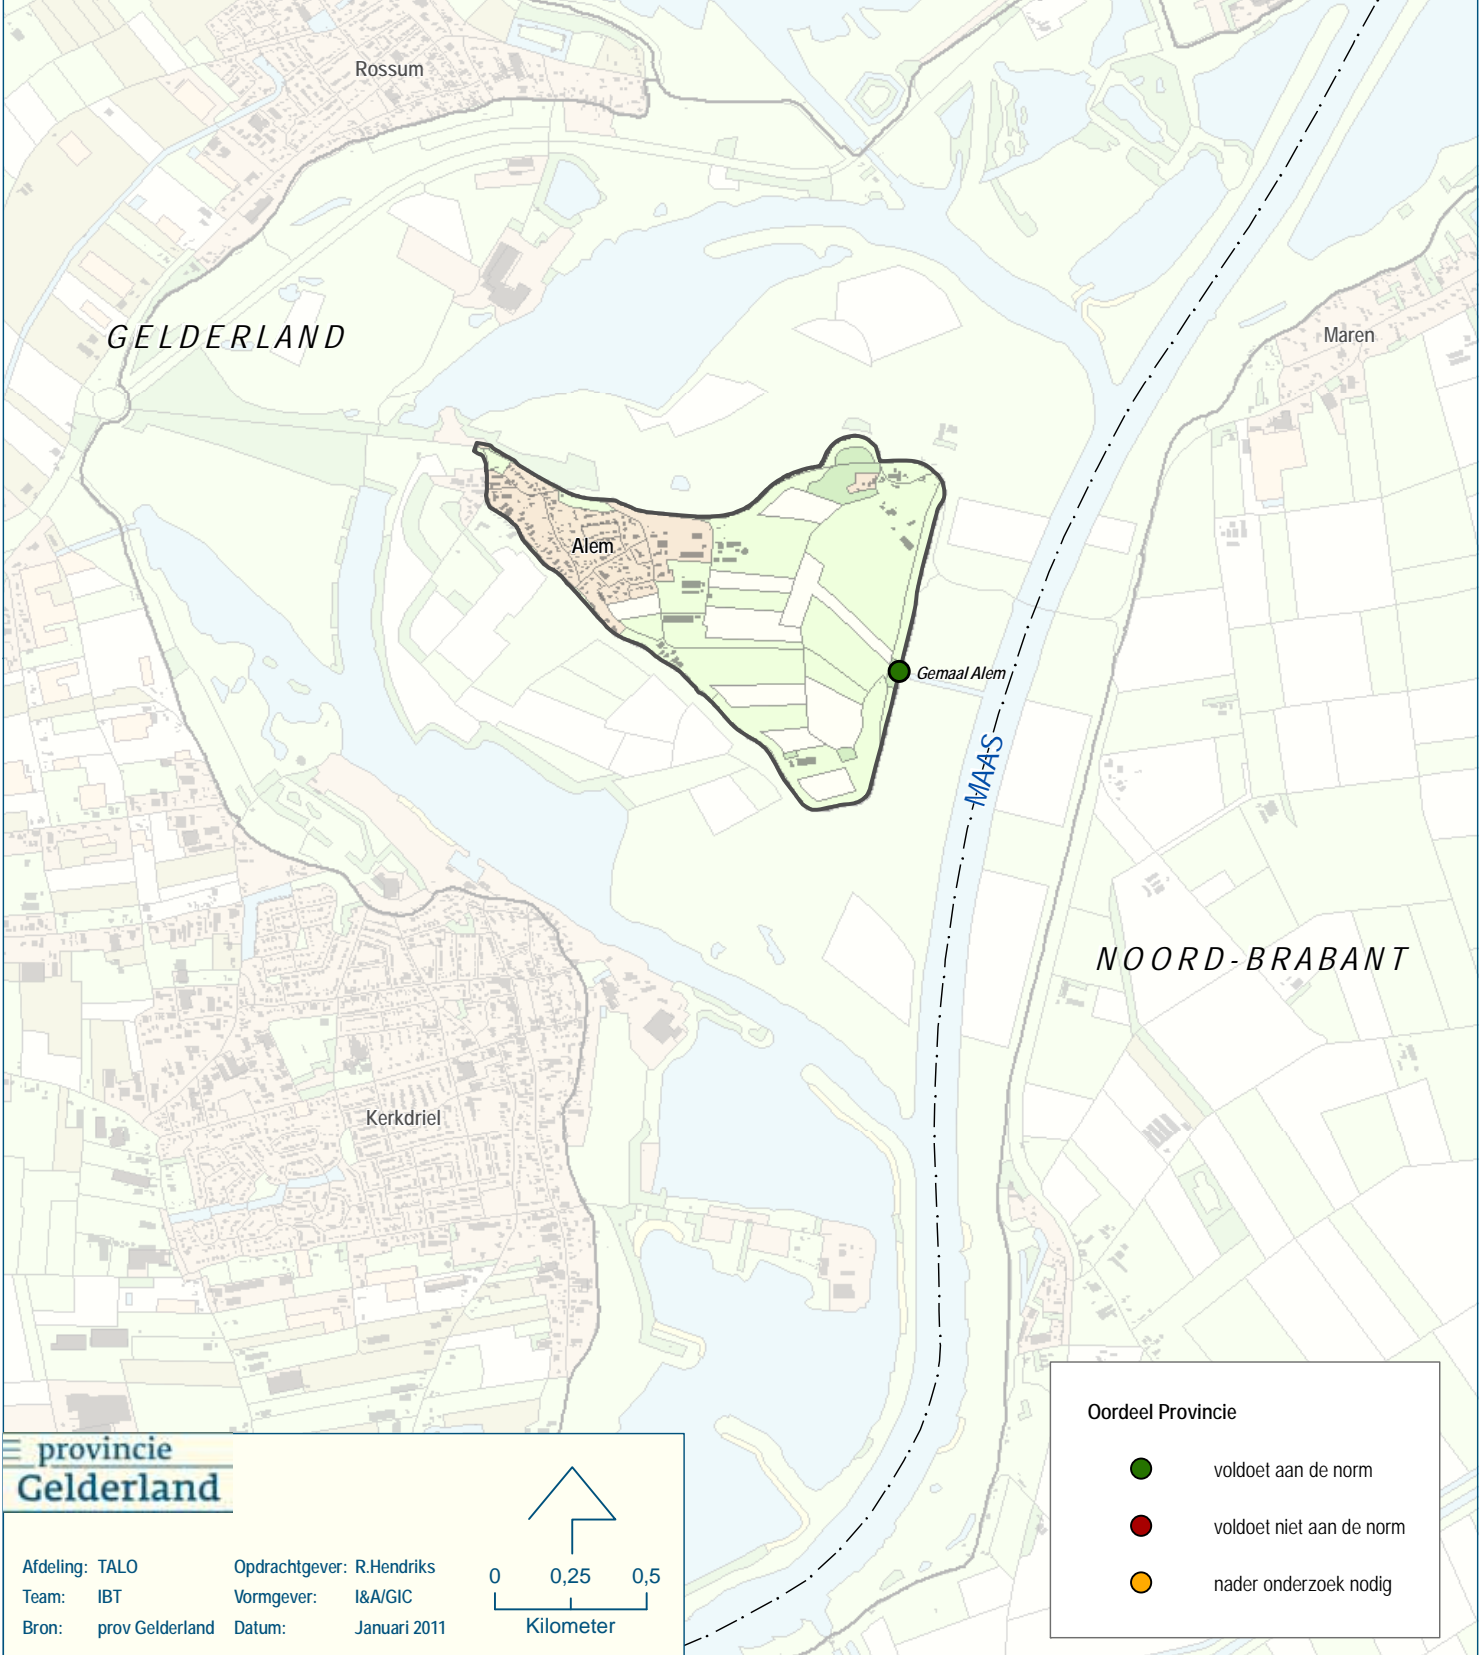 Rossum
GELDERLAND
Maren
Alem
Gemaal Alem
MAAS
NOORD-BRABANT
Kerkdriel
provincie
Gelderland
Afdeling: TALO Opdrachtgever: R.Hendriks
Team: IBT Vormgever: I&A/GIC
Bron: prov Gelderland Datum: Januari 2011
0 0,25 0,5
Kilometer
Oordeel Provincie
voldoet aan de norm
voldoet niet aan de norm
nader onderzoek nodig